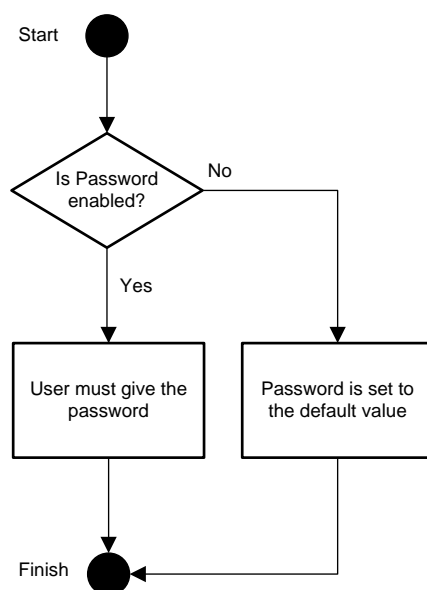 Start
Is Password
enabled?
No
Yes
User must give the
password
Password is set to
the default value
Finish